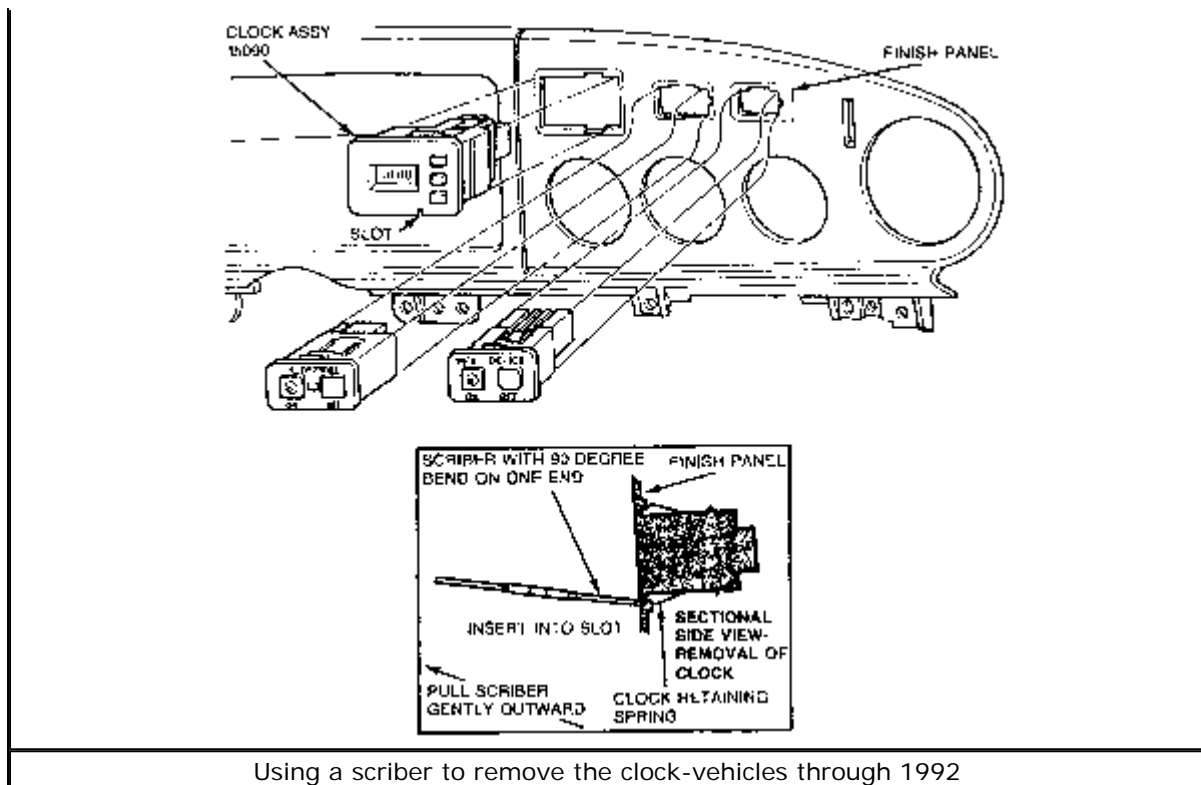 CLOCK ASSY
15090
FINISH PANEL
SLOT
SCRIBER WITH 90 DEGREE
BEND ON ONE END
FINISH PANEL
INSERT INTO SLOT
SECTIONAL
SIDE VIEW-
REMOVAL OF
CLOCK
PULL SCRIBER
GENTLY OUTWARD
CLOCK RETAINING
SPRING
Using a scriber to remove the clock-vehicles through 1992